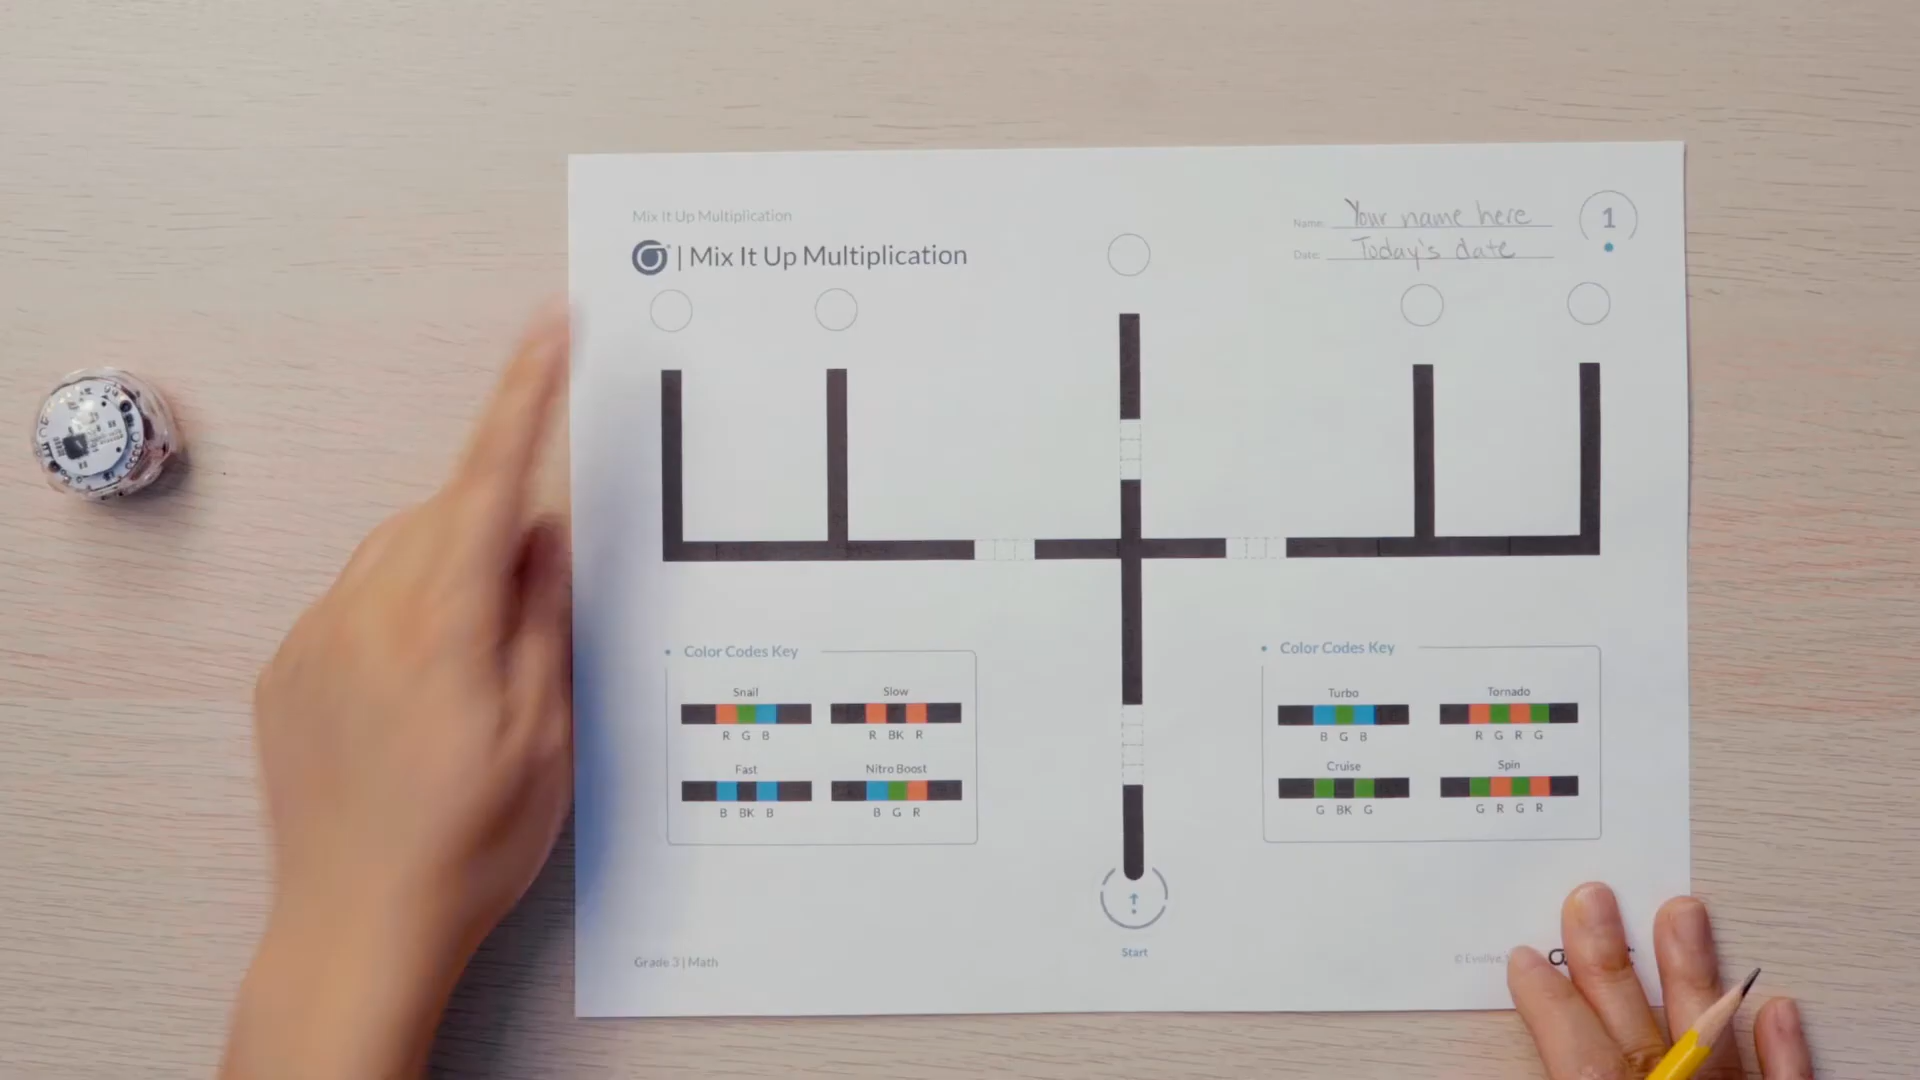 Mix It Up Multiplication
| Mix It Up Multiplication
Name: Your name here
Date: Today's date
1
Color Codes Key
Snail
R G B
Slow
R BK R
Fast
B BK B
Nitro Boost
B G R
Color Codes Key
Turbo
B G B
Tornado
R G R G
Cruise
G BK G
Spin
G R G R
Start
Grade 3 | Math
© Evollve,